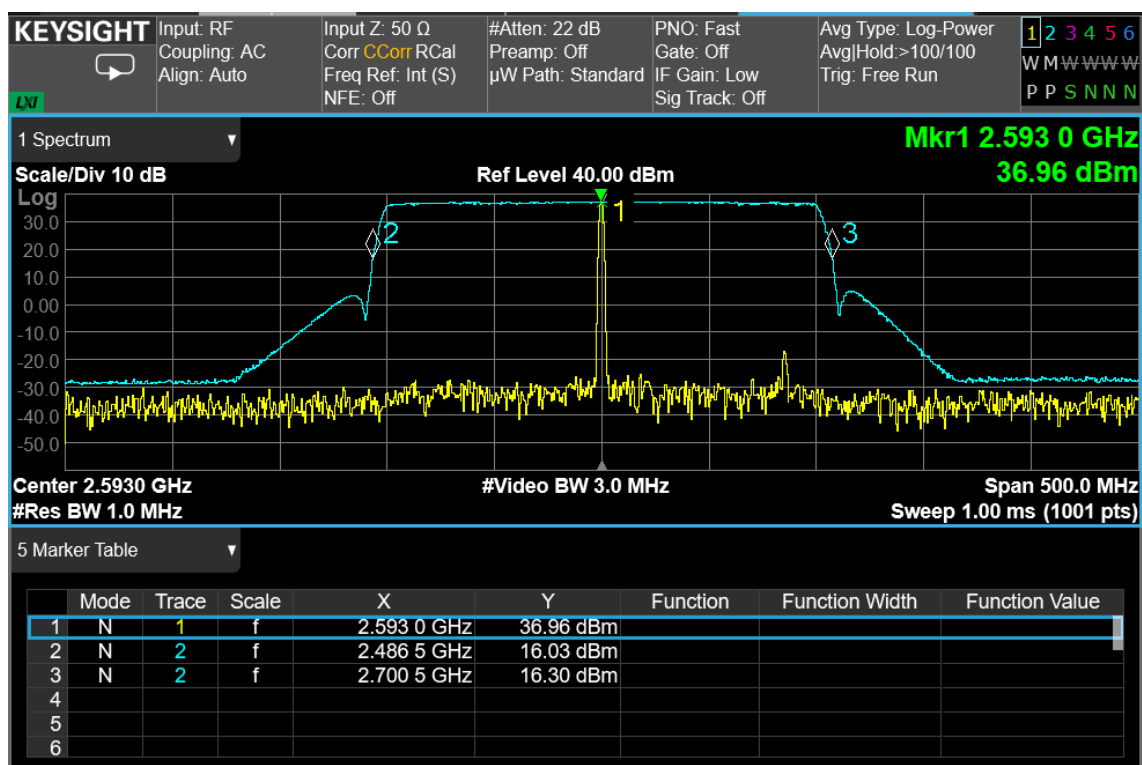 KEYSIGHT Input: RF Input Z: 50 Ω #Atten: 22 dB PNO: Fast Avg Type: Log-Power 1 2 3 4 5 6
Coupling: AC Corr CCorr RCal Preamp: Off Gate: Off Avg|Hold:>100/100 W M W W W W
Align: Auto Freq Ref: Int (S) µW Path: Standard IF Gain: Low Trig: Free Run
LXI NFE: Off Sig Track: Off P P S N N N
1 Spectrum Mkr1 2.593 0 GHz
Scale/Div 10 dB Ref Level 40.00 dBm 36.96 dBm
Log
1
30.0
2 3
20.0
10.0
0.00
-10.0
-20.0
-30.0
-40.0
-50.0
Center 2.5930 GHz #Video BW 3.0 MHz Span 500.0 MHz
#Res BW 1.0 MHz Sweep 1.00 ms (1001 pts)
5 Marker Table
Mode Trace Scale X Y Function Function Width Function Value
1 N 1 f 2.593 0 GHz 36.96 dBm
2 N 2 f 2.486 5 GHz 16.03 dBm
3 N 2 f 2.700 5 GHz 16.30 dBm
4
5
6